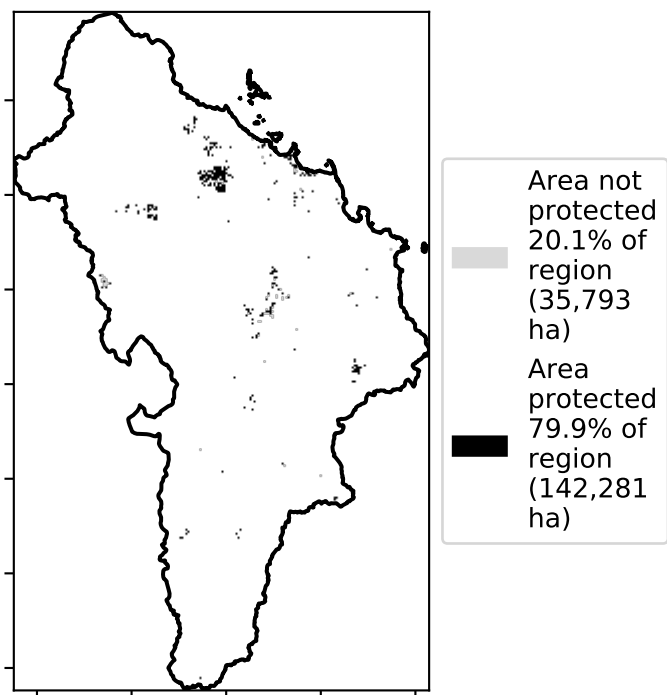 Area not
protected
20.1% of
region
(35,793
ha)
Area
protected
79.9% of
region
(142,281
ha)